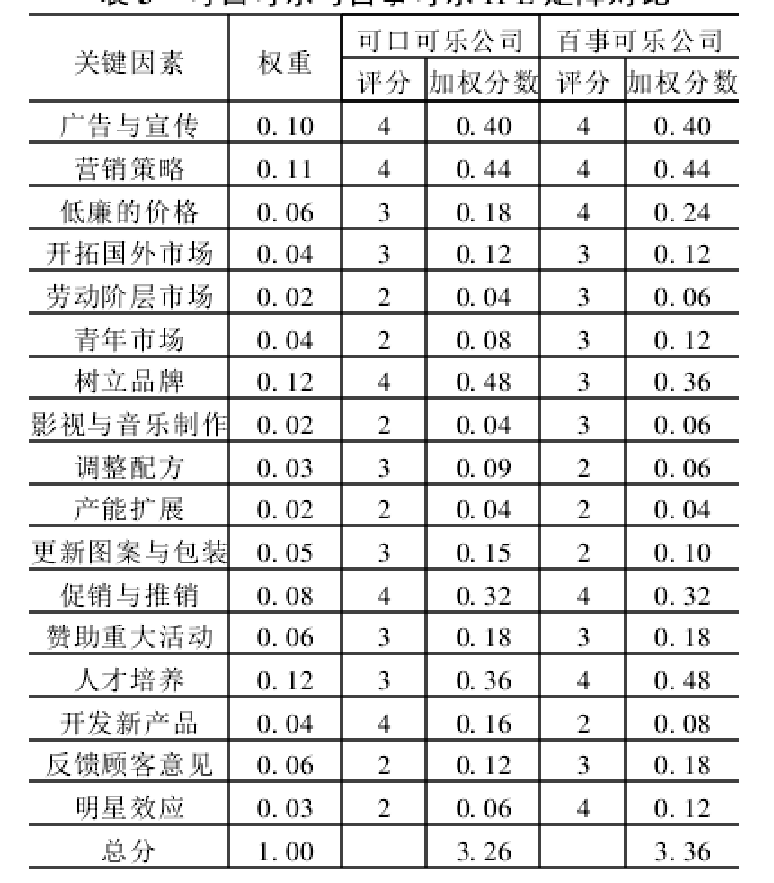 关键因素 权重 可口可乐公司 百事可乐公司
评分 加权分数 评分 加权分数
广告与宣传 0.10 4 0.40 4 0.40
营销策略 0.11 4 0.44 4 0.44
低廉的价格 0.06 3 0.18 4 0.24
开拓国外市场 0.04 3 0.12 3 0.12
劳动阶层市场 0.02 2 0.04 3 0.06
青年市场 0.04 2 0.08 3 0.12
树立品牌 0.12 4 0.48 3 0.36
影视与音乐制作 0.02 2 0.04 3 0.06
调整配方 0.03 3 0.09 2 0.06
产能扩展 0.02 2 0.04 2 0.04
更新图案与包装 0.05 3 0.15 2 0.10
促销与推销 0.08 4 0.32 4 0.32
赞助重大活动 0.06 3 0.18 3 0.18
人才培养 0.12 3 0.36 4 0.48
开发新产品 0.04 4 0.16 2 0.08
反馈顾客意见 0.06 2 0.12 3 0.18
明星效应 0.03 2 0.06 4 0.12
总分 1.00 3.26 3.36